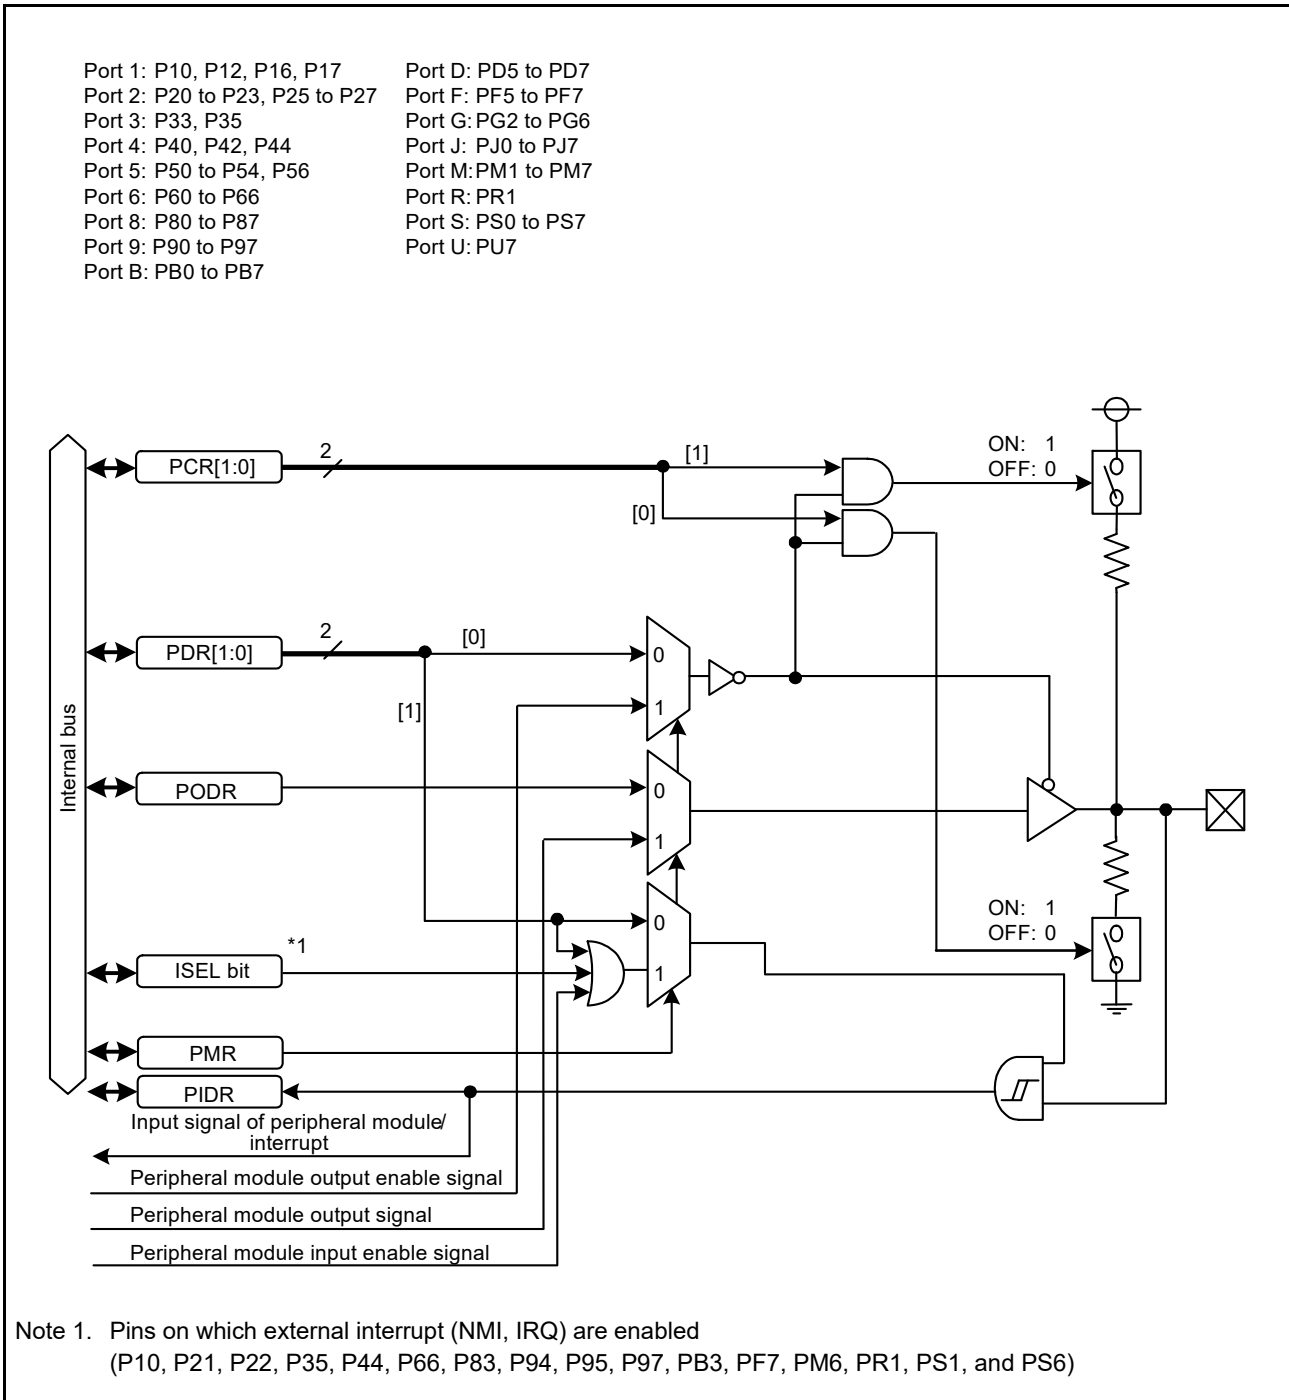 Port 1: P10, P12, P16, P17
Port 2: P20 to P23, P25 to P27
Port 3: P33, P35
Port 4: P40, P42, P44
Port 5: P50 to P54, P56
Port 6: P60 to P66
Port 8: P80 to P87
Port 9: P90 to P97
Port B: PB0 to PB7
Port D: PD5 to PD7
Port F: PF5 to PF7
Port G: PG2 to PG6
Port J: PJ0 to PJ7
Port M: PM1 to PM7
Port R: PR1
Port S: PS0 to PS7
Port U: PU7
Internal bus
PCR[1:0]
2
[1]
[0]
ON: 1
OFF: 0
PDR[1:0]
2
[0]
[1]
0
1
PODR
0
1
ON: 1
OFF: 0
0
1
ISEL bit
*1
PMR
PIDR
Input signal of peripheral module/
interrupt
Peripheral module output enable signal
Peripheral module output signal
Peripheral module input enable signal
Note 1. Pins on which external interrupt (NMI, IRQ) are enabled
(P10, P21, P22, P35, P44, P66, P83, P94, P95, P97, PB3, PF7, PM6, PR1, PS1, and PS6)